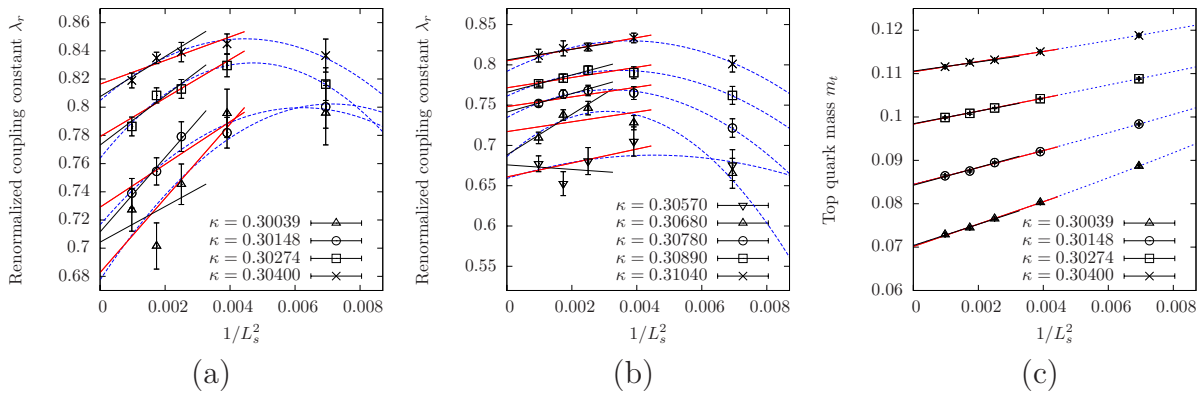 Renormalized coupling constant λ_r
0.86
0.84
0.82
0.8
0.78
0.76
0.74
0.72
0.7
0.68
κ = 0.30039
κ = 0.30148
κ = 0.30274
κ = 0.30400
0 0.002 0.004 0.006 0.008
1/L_s^2
(a)
Renormalized coupling constant λ_r
0.85
0.8
0.75
0.7
0.65
0.6
0.55
κ = 0.30570
κ = 0.30680
κ = 0.30780
κ = 0.30890
κ = 0.31040
0 0.002 0.004 0.006 0.008
1/L_s^2
(b)
Top quark mass m_t
0.12
0.11
0.1
0.09
0.08
0.07
0.06
κ = 0.30039
κ = 0.30148
κ = 0.30274
κ = 0.30400
0 0.002 0.004 0.006 0.008
1/L_s^2
(c)